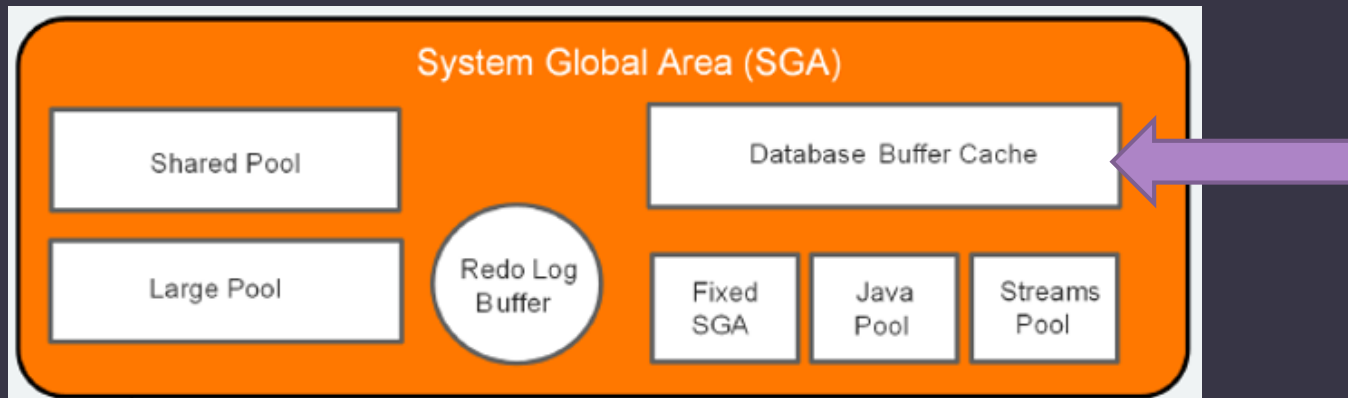 System Global Area (SGA)
Shared Pool
Database Buffer Cache
Large Pool
Redo Log
Buffer
Fixed
SGA
Java
Pool
Streams
Pool